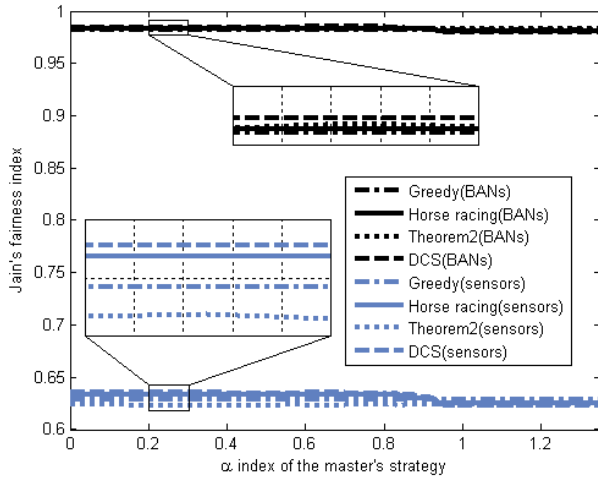 1
0.95
0.9
0.85
0.8
0.75
0.7
0.65
0.6
Jain's fairness index
Greedy(BANs)
Horse racing(BANs)
Theorem2(BANs)
DCS(BANs)
Greedy(sensors)
Horse racing(sensors)
Theorem2(sensors)
DCS(sensors)
0 0.2 0.4 0.6 0.8 1 1.2
α index of the master's strategy